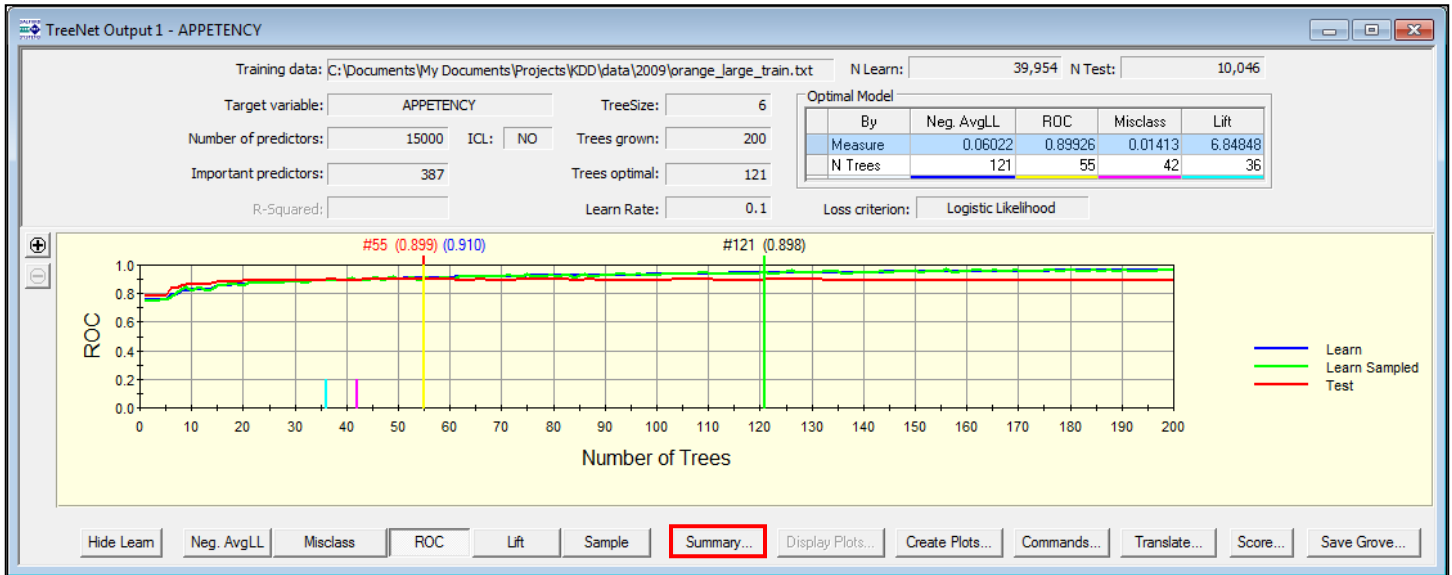 TreeNet Output 1 - APPETENCY
Training data: C:\Documents\My Documents\Projects\KDD\data\2009\orange_large_train.txt N Learn: 39,954 N Test: 10,046
Target variable: APPETENCY TreeSize: 6
Number of predictors: 15000 ICL: NO Trees grown: 200
Important predictors: 387 Trees optimal: 121
R-Squared: Learn Rate: 0.1 Loss criterion: Logistic Likelihood
Optimal Model
By Neg. AvgLL ROC Misclass Lift
Measure 0.06022 0.89926 0.01413 6.84848
N Trees 121 55 42 36
#55 (0.899) (0.910) #121 (0.898)
1.0
0.8
0.6
0.4
0.2
0.0
ROC
0 10 20 30 40 50 60 70 80 90 100 110 120 130 140 150 160 170 180 190 200
Number of Trees
Learn
Learn Sampled
Test
Hide Learn Neg. AvgLL Misclass ROC Lift Sample Summary... Display Plots... Create Plots... Commands... Translate... Score... Save Grove...